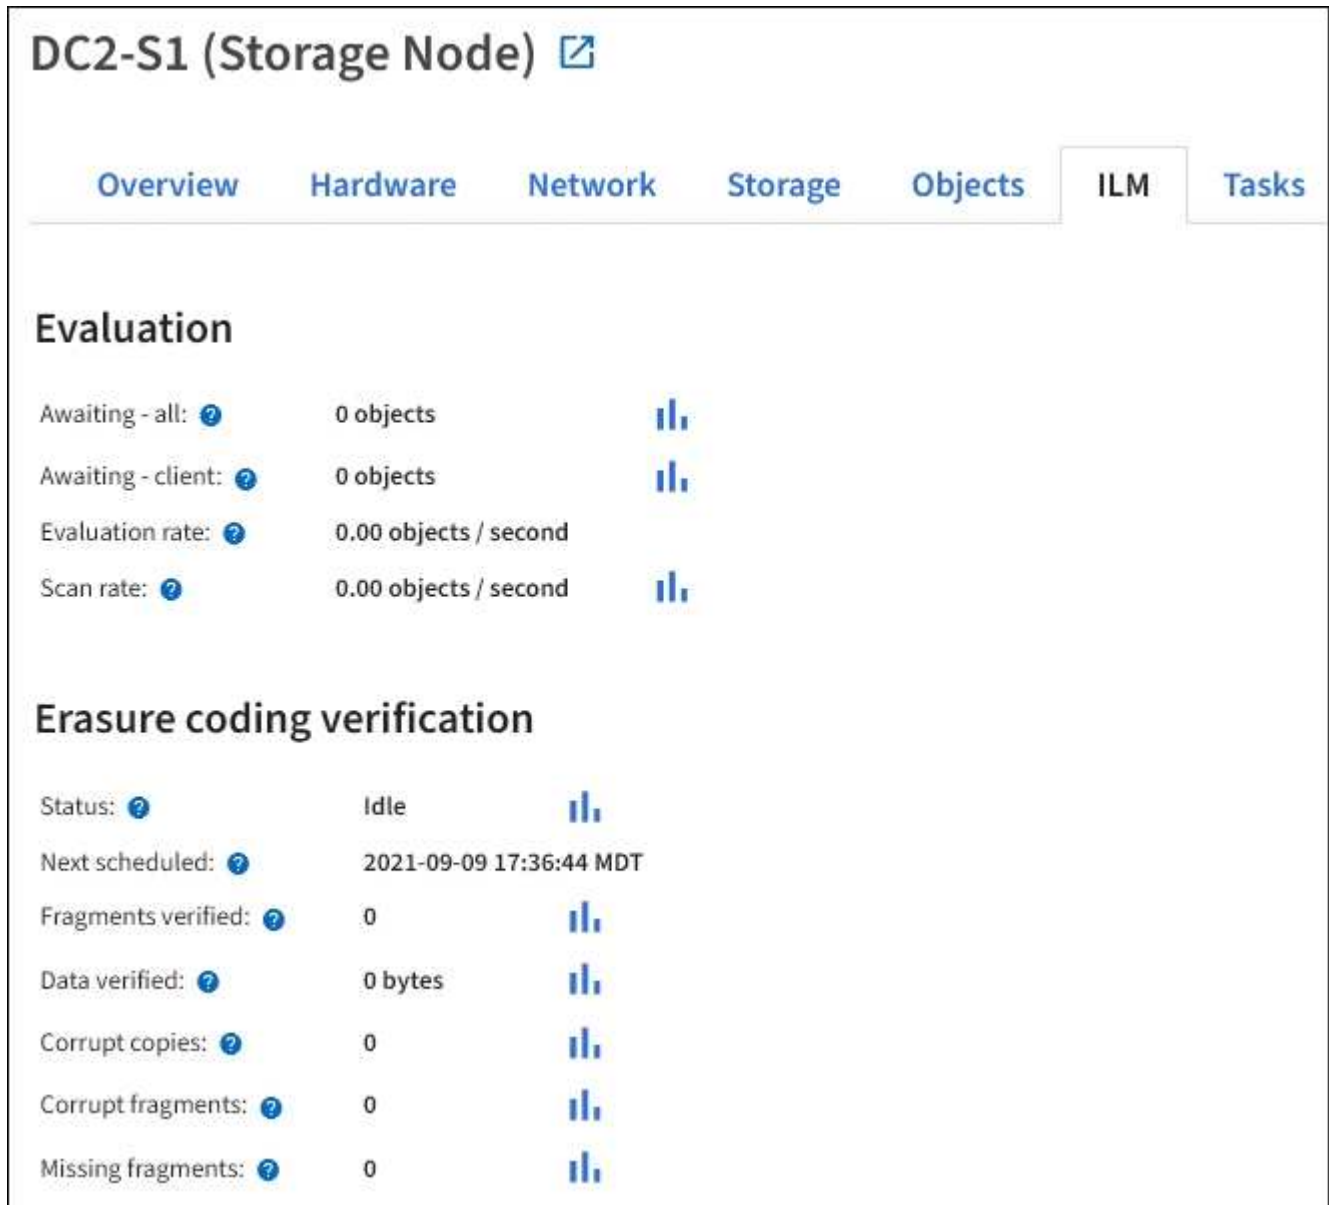 DC2-S1 (Storage Node)
Overview Hardware Network Storage Objects ILM Tasks
Evaluation
Awaiting - all: 0 objects
Awaiting - client: 0 objects
Evaluation rate: 0.00 objects / second
Scan rate: 0.00 objects / second
Erasure coding verification
Status: Idle
Next scheduled: 2021-09-09 17:36:44 MDT
Fragments verified: 0
Data verified: 0 bytes
Corrupt copies: 0
Corrupt fragments: 0
Missing fragments: 0